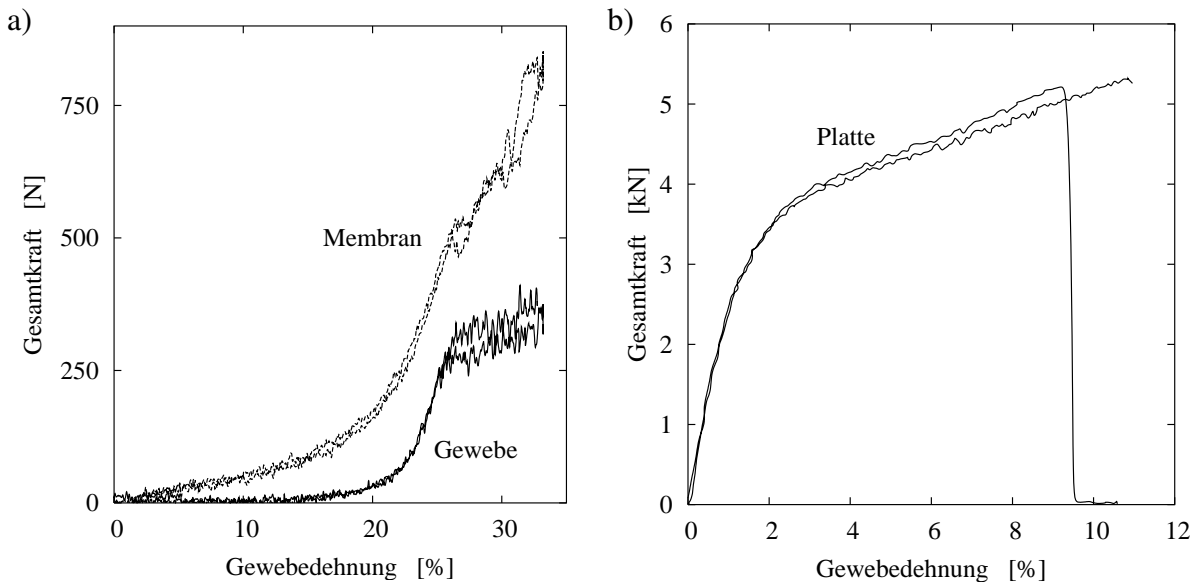 a)
750
500
250
0
0
10
20
30
Gesamtkraft [N]
Gewebedehnung [%]
Membran
Gewebe
b)
6
5
4
3
2
1
0
0
2
4
6
8
10
12
Gesamtkraft [kN]
Gewebedehnung [%]
Platte